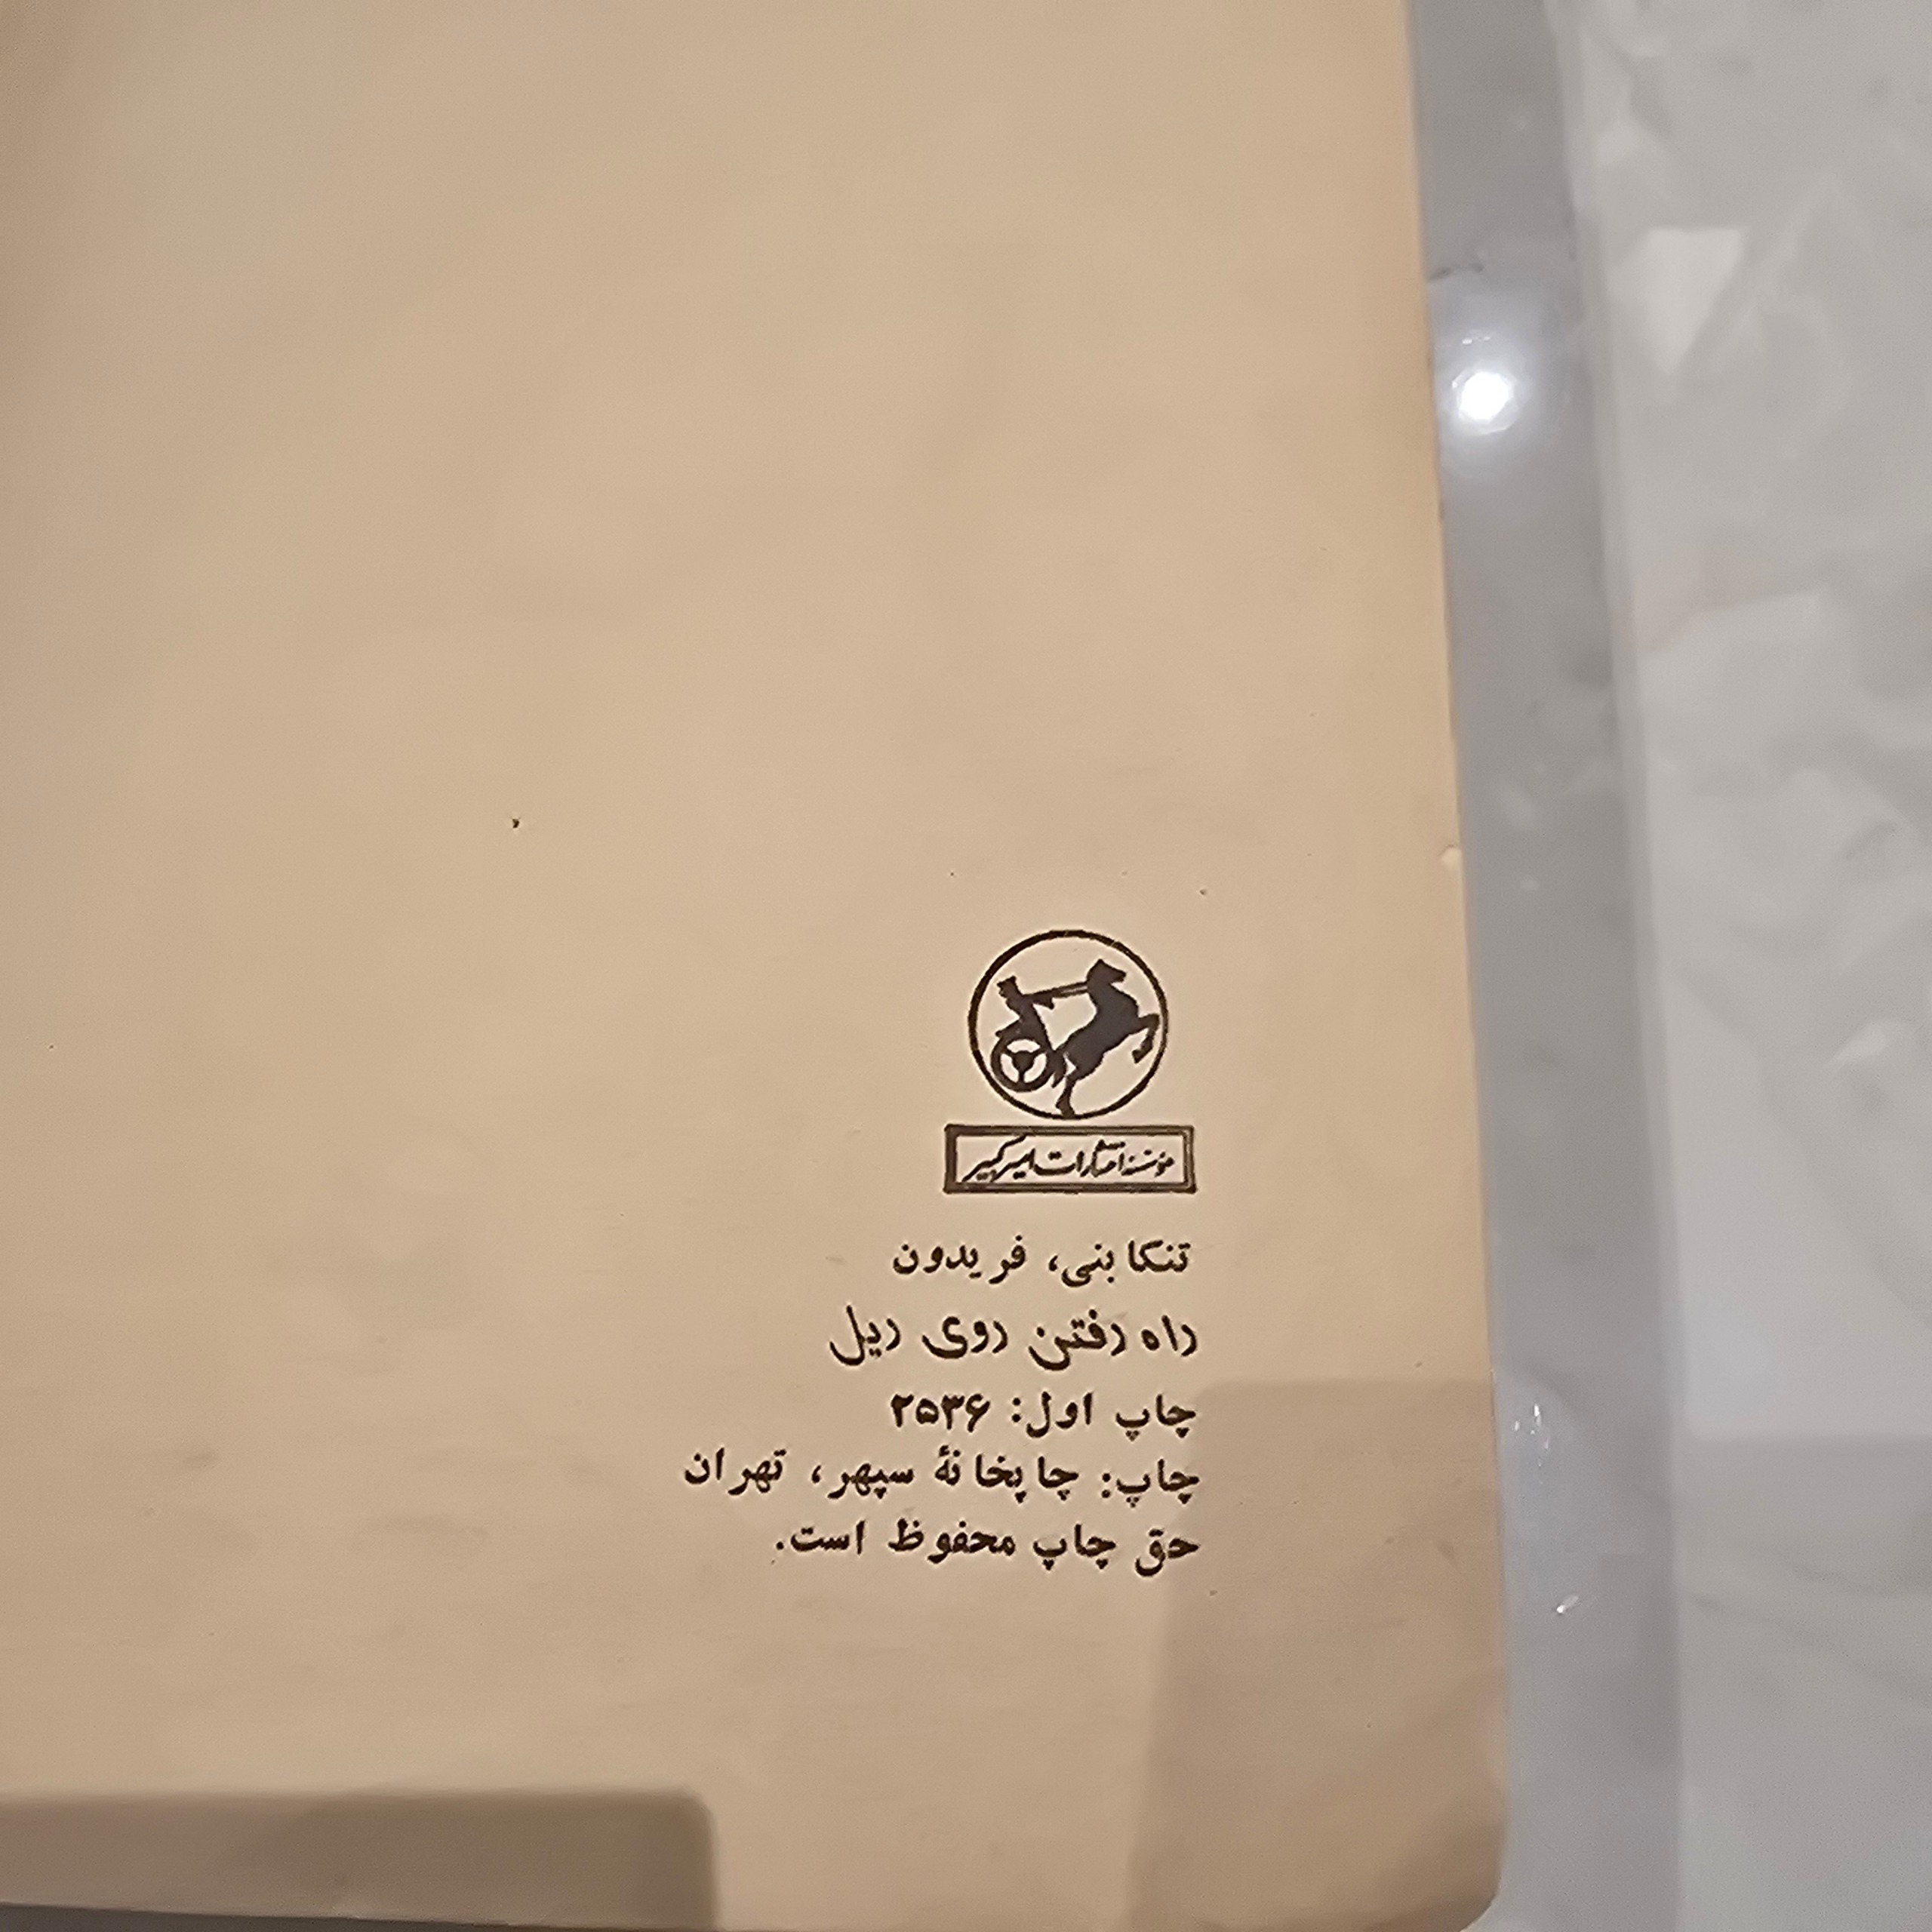 مؤسسه انتشارات امیرکبیر
تنکابنی، فریدون
راه رفتن روی ریل
چاپ اول: ۲۵۳۶
چاپ: چاپخانهٔ سپهر، تهران
حق چاپ محفوظ است.